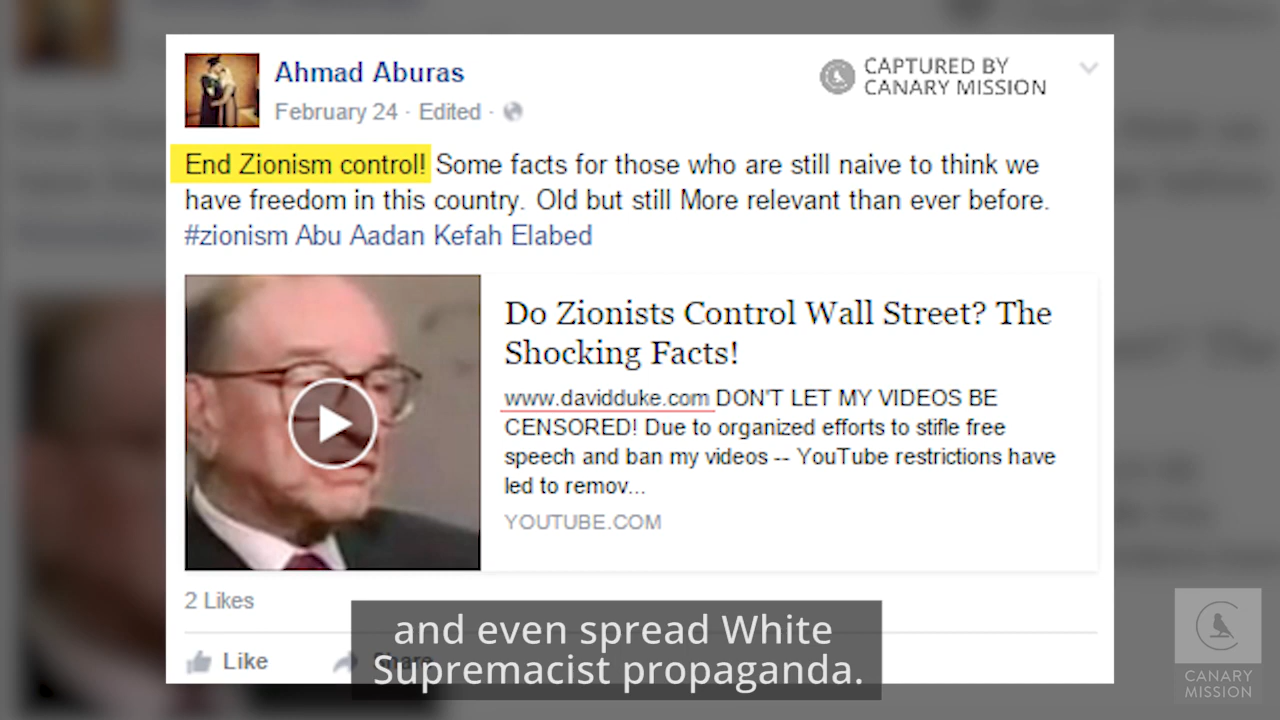 Ahmad Aburas
CAPTURED BY
CANARY MISSION
February 24 · Edited ·
End Zionism control! Some facts for those who are still naive to think we
have freedom in this country. Old but still More relevant than ever before.
#zionism Abu Aadan Kefah Elabed
Do Zionists Control Wall Street? The
Shocking Facts!
www.davidduke.com DON'T LET MY VIDEOS BE
CENSORED! Due to organized efforts to stifle free
speech and ban my videos -- YouTube restrictions have
led to remov...
YOUTUBE.COM
2 Likes
Like Share
and even spread White
Supremacist propaganda.
CANARY
MISSION